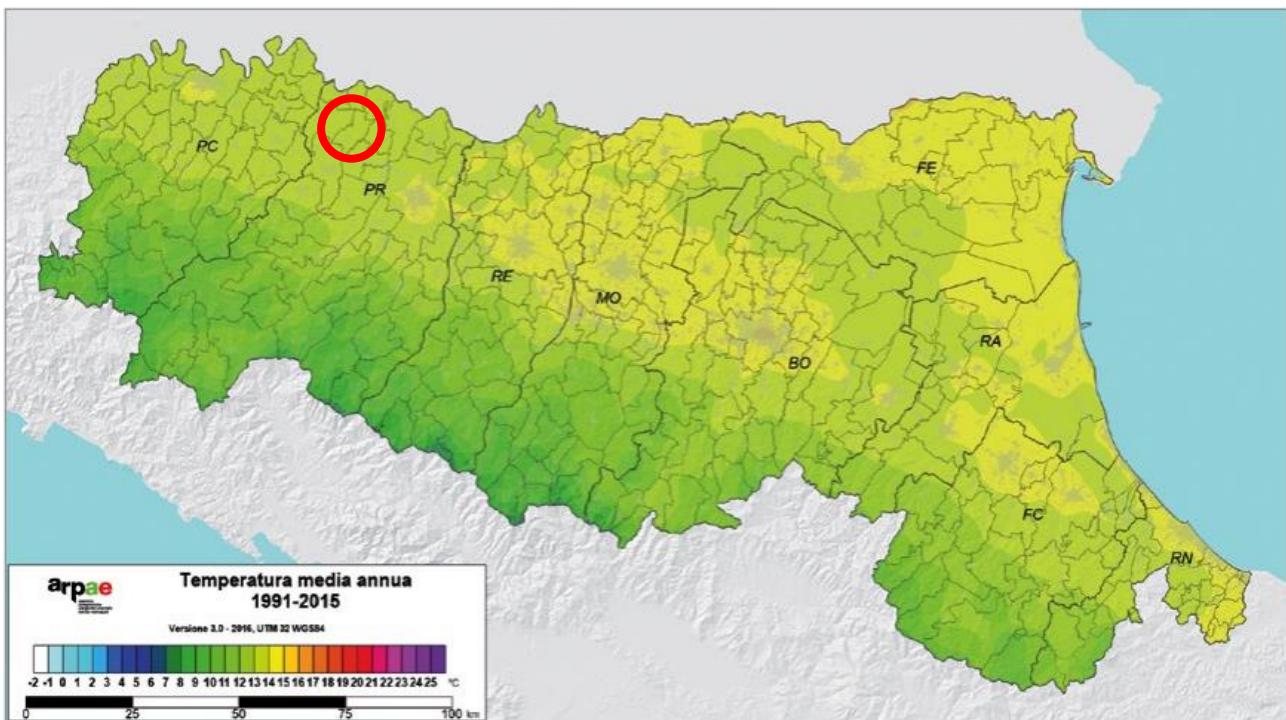 PC
FE
PR
RE
MO
RA
BO
FC
RN
arpae
Temperatura media annua
1991-2015
Versione 3.0 - 2016, UTM 32 WGS84
-2 -1 0 1 2 3 4 5 6 7 8 9 10 11 12 13 14 15 16 17 18 19 20 21 22 23 24 25 °C
0 25 50 75 100 km